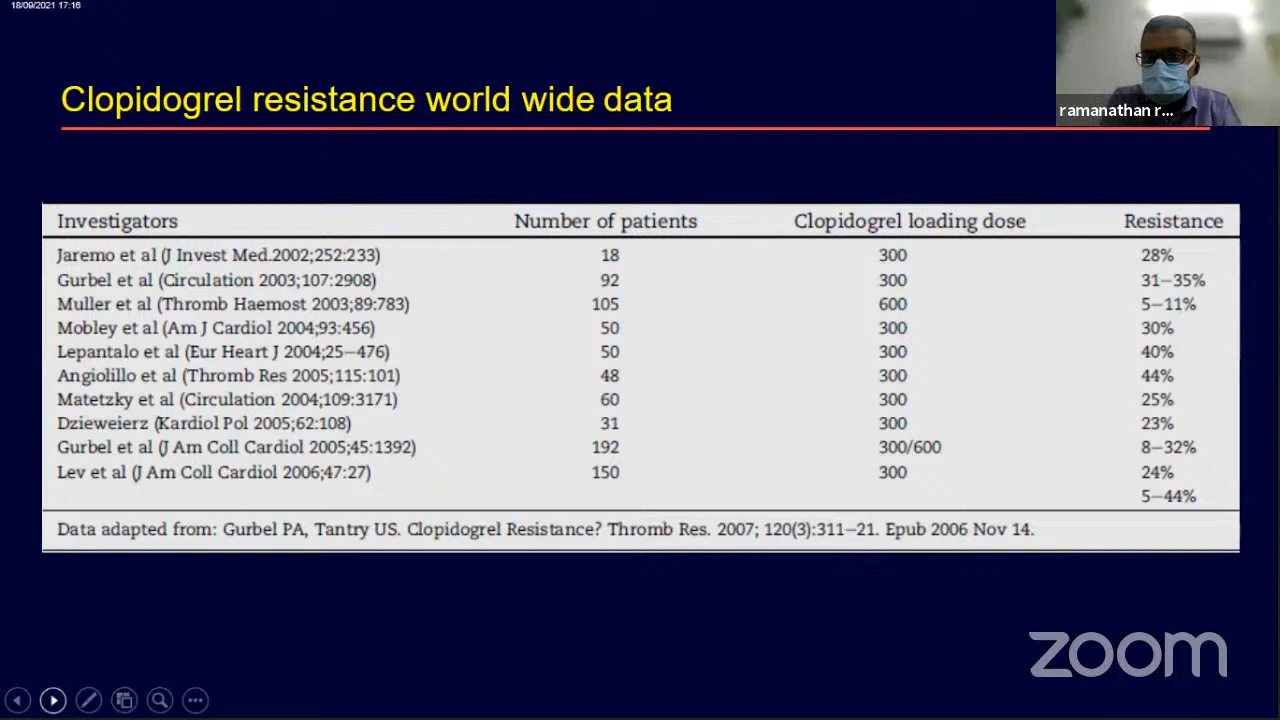 18/09/2021 17:16
Clopidogrel resistance world wide data
ramanathan r...
Investigators Number of patients Clopidogrel loading dose Resistance
Jaremo et al (J Invest Med.2002;252:233) 18 300 28%
Gurbel et al (Circulation 2003;107:2908) 92 300 31–35%
Muller et al (Thromb Haemost 2003;89:783) 105 600 5–11%
Mobley et al (Am J Cardiol 2004;93:456) 50 300 30%
Lepantalo et al (Eur Heart J 2004;25–476) 50 300 40%
Angiolillo et al (Thromb Res 2005;115:101) 48 300 44%
Matetzky et al (Circulation 2004;109:3171) 60 300 25%
Dzieweierz (Kardiol Pol 2005;62:108) 31 300 23%
Gurbel et al (J Am Coll Cardiol 2005;45:1392) 192 300/600 8–32%
Lev et al (J Am Coll Cardiol 2006;47:27) 150 300 24%
5–44%
Data adapted from: Gurbel PA, Tantry US. Clopidogrel Resistance? Thromb Res. 2007; 120(3):311–21. Epub 2006 Nov 14.
zoom